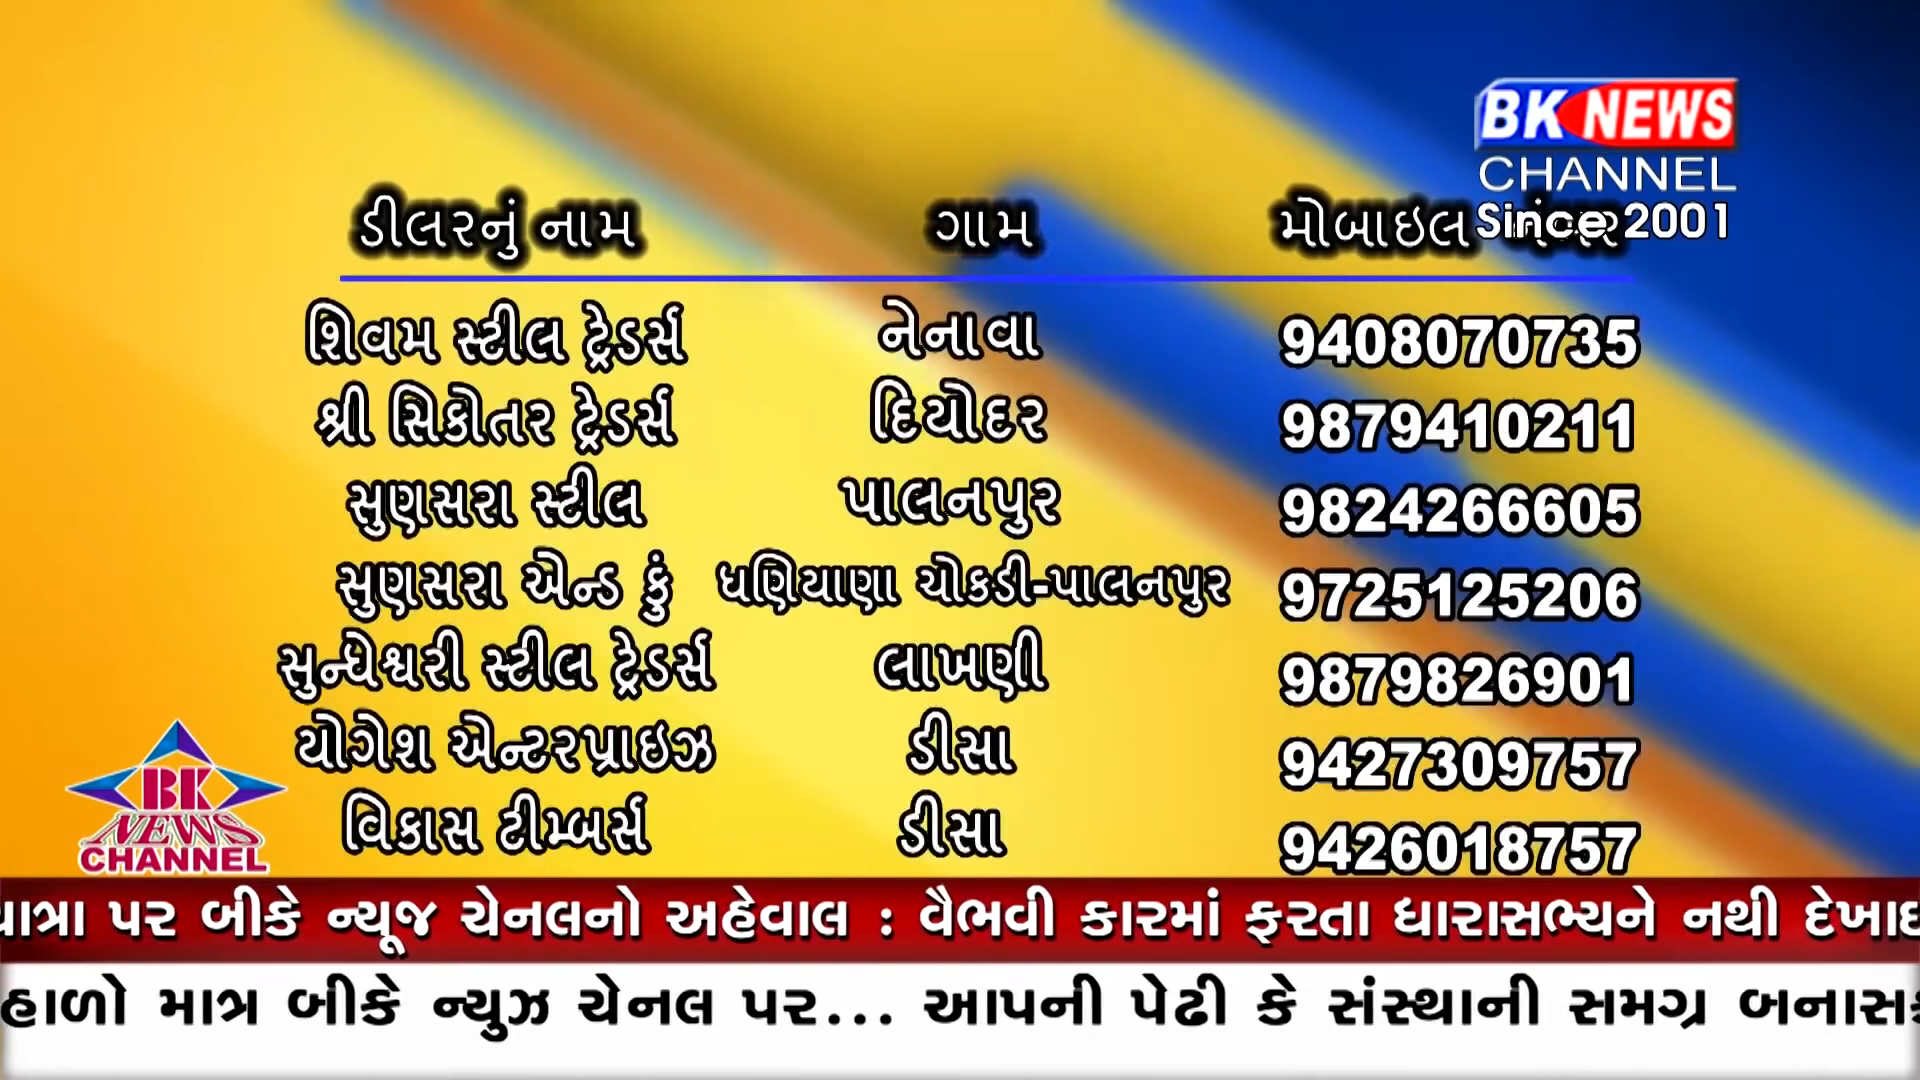 BK NEWS
CHANNEL
Since 2001
ડીલરનું નામ ગામ મોબાઇલ
શિવમ સ્ટીલ ટ્રેડર્સ નેનાવા 9408070735
શ્રી સિકોતર ટ્રેડર્સ દિયોદર 9879410211
સુણસરા સ્ટીલ પાલનપુર 9824266605
સુણસરા એન્ડ કું ધણિયાણા ચોકડી-પાલનપુર 9725125206
સુન્ધેશ્વરી સ્ટીલ ટ્રેડર્સ લાખણી 9879826901
યોગેશ એન્ટરપ્રાઇઝ ડીસા 9427309757
વિકાસ ટીમ્બર્સ ડીસા 9426018757
BK
NEWS
CHANNEL
પર બીકે ન્યૂજ ચેનલનો અહેવાલ : વૈભવી કારમાં ફરતા ધારાસભ્યને નથી
માત્ર બીકે ન્યુઝ ચેનલ પર... આપની પેઢી કે સંસ્થાની સમગ્ર